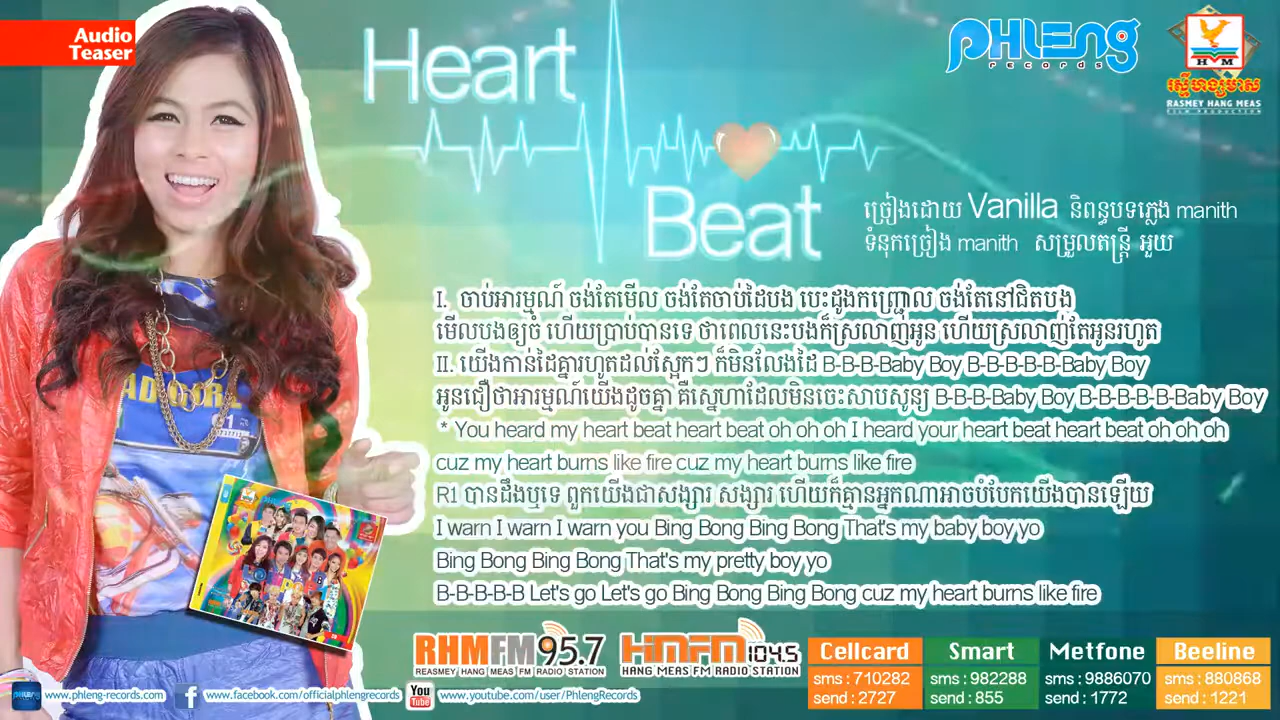 Audio
Teaser
Heart
Beat
PHLENG
records
HM
រស្មីហង្សមាស
RASMEY HANG MEAS
FILM PRODUCTION
ច្រៀងដោយ Vanilla និពន្ធបទភ្លេង manith
ទំនុកច្រៀង manith សម្រួលតន្ត្រី អួយ
I. ចាប់អារម្មណ៍ ចង់តែមើល ចង់តែចាប់ដៃបង បេះដូងកញ្ជ្រោល ចង់តែនៅជិតបង
មើលបងឲ្យចំ ហើយប្រាប់បានទេ ថាពេលនេះបងក៏ស្រលាញ់អូន ហើយស្រលាញ់តែអូនរហូត
II. យើងកាន់ដៃគ្នារហូតដល់ស្អែកៗ ក៏មិនលែងដៃ B-B-B-Baby Boy B-B-B-B-B-Baby Boy
អូនជឿថាអារម្មណ៍យើងដូចគ្នា គឺស្នេហាដែលមិនចេះសាបសូន្យ B-B-B-Baby Boy B-B-B-B-B-Baby Boy
* You heard my heart beat heart beat oh oh oh I heard your heart beat heart beat oh oh oh
cuz my heart burns like fire cuz my heart burns like fire
R1 បានដឹងឬទេ ពួកយើងជាសង្សារ សង្សារ ហើយក៏គ្មានអ្នកណាអាចបំបែកយើងបានឡើយ
I warn I warn I warn you Bing Bong Bing Bong That's my baby boy yo
Bing Bong Bing Bong That's my pretty boy yo
B-B-B-B-B Let's go Let's go Bing Bong Bing Bong cuz my heart burns like fire
RHMFM 95.7
RASMEY HANG MEAS FM RADIO STATION
HMFM 104.5
HANG MEAS FM RADIO STATION
Cellcard
sms : 710282
send : 2727
Smart
sms : 982288
send : 855
Metfone
sms : 9886070
send : 1772
Beeline
sms : 880868
send : 1221
www.phleng-records.com
www.facebook.com/officialphlengrecords
You Tube
www.youtube.com/user/PhlengRecords